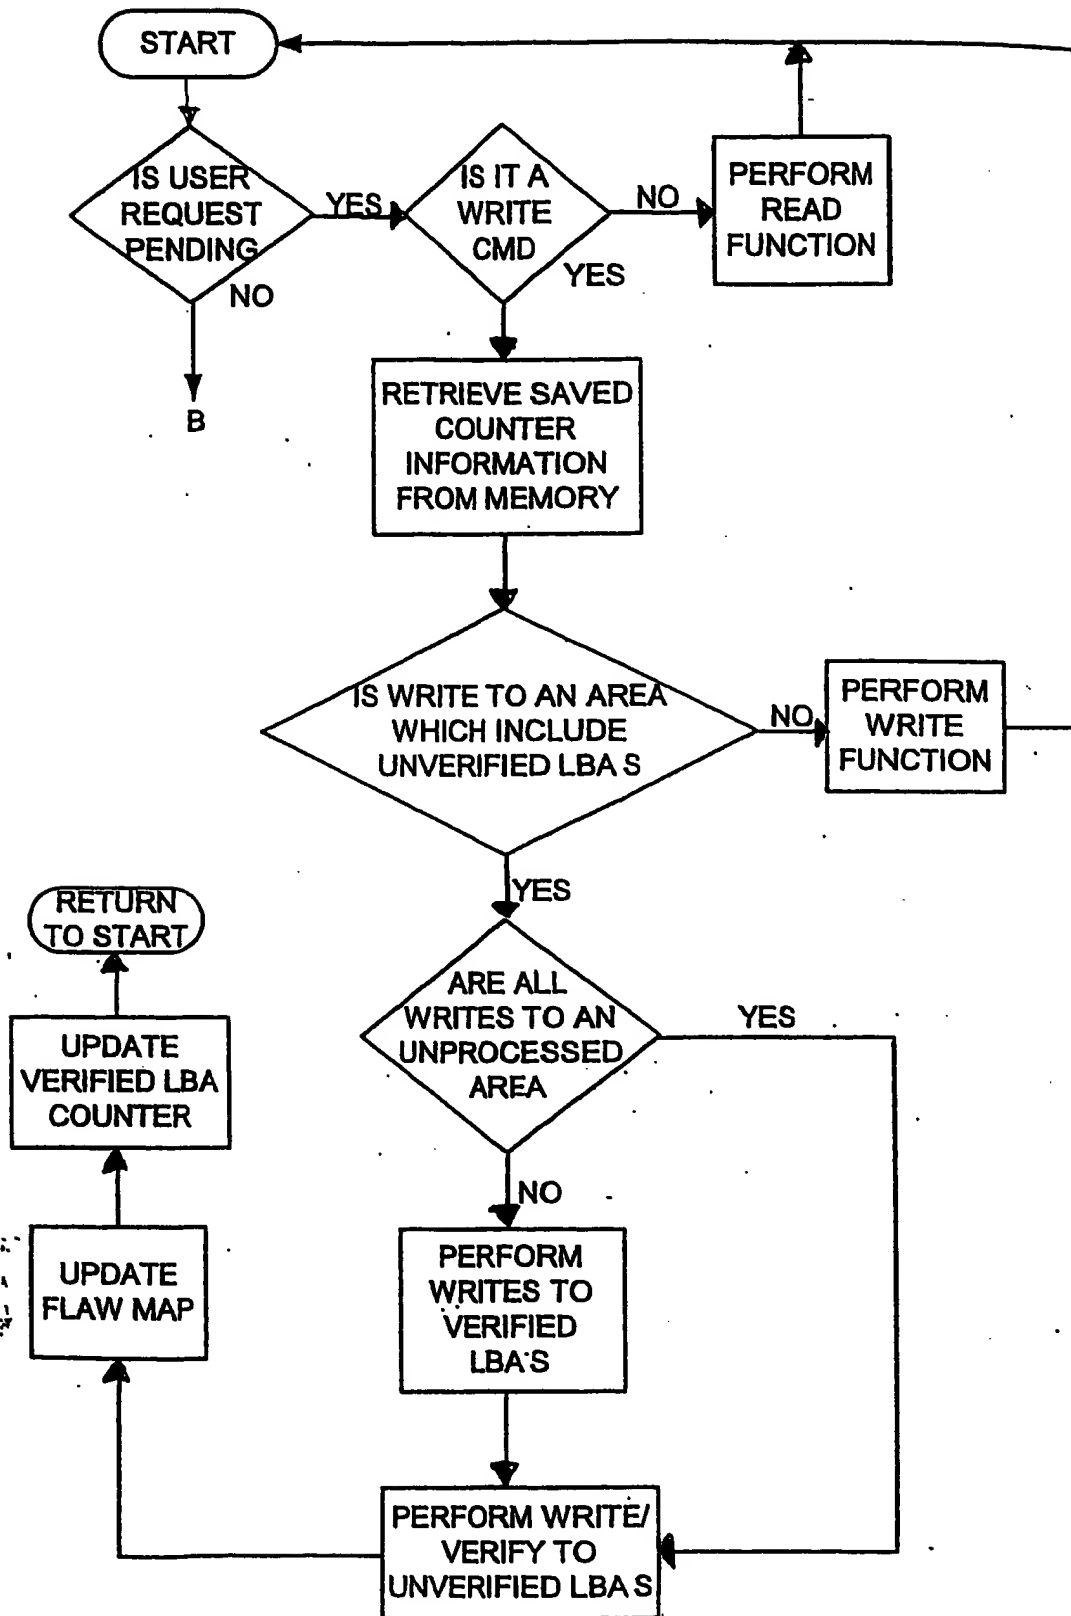 START
IS USER
REQUEST
PENDING
YES
IS IT A
WRITE
CMD
NO
PERFORM
READ
FUNCTION
YES
NO
B
RETRIEVE SAVED
COUNTER
INFORMATION
FROM MEMORY
IS WRITE TO AN AREA
WHICH INCLUDE
UNVERIFIED LBA S
NO
PERFORM
WRITE
FUNCTION
YES
RETURN
TO START
ARE ALL
WRITES TO AN
UNPROCESSED
AREA
YES
UPDATE
VERIFIED LBA
COUNTER
NO
UPDATE
FLAW MAP
PERFORM
WRITES TO
VERIFIED
LBA'S
PERFORM WRITE/
VERIFY TO
UNVERIFIED LBA S